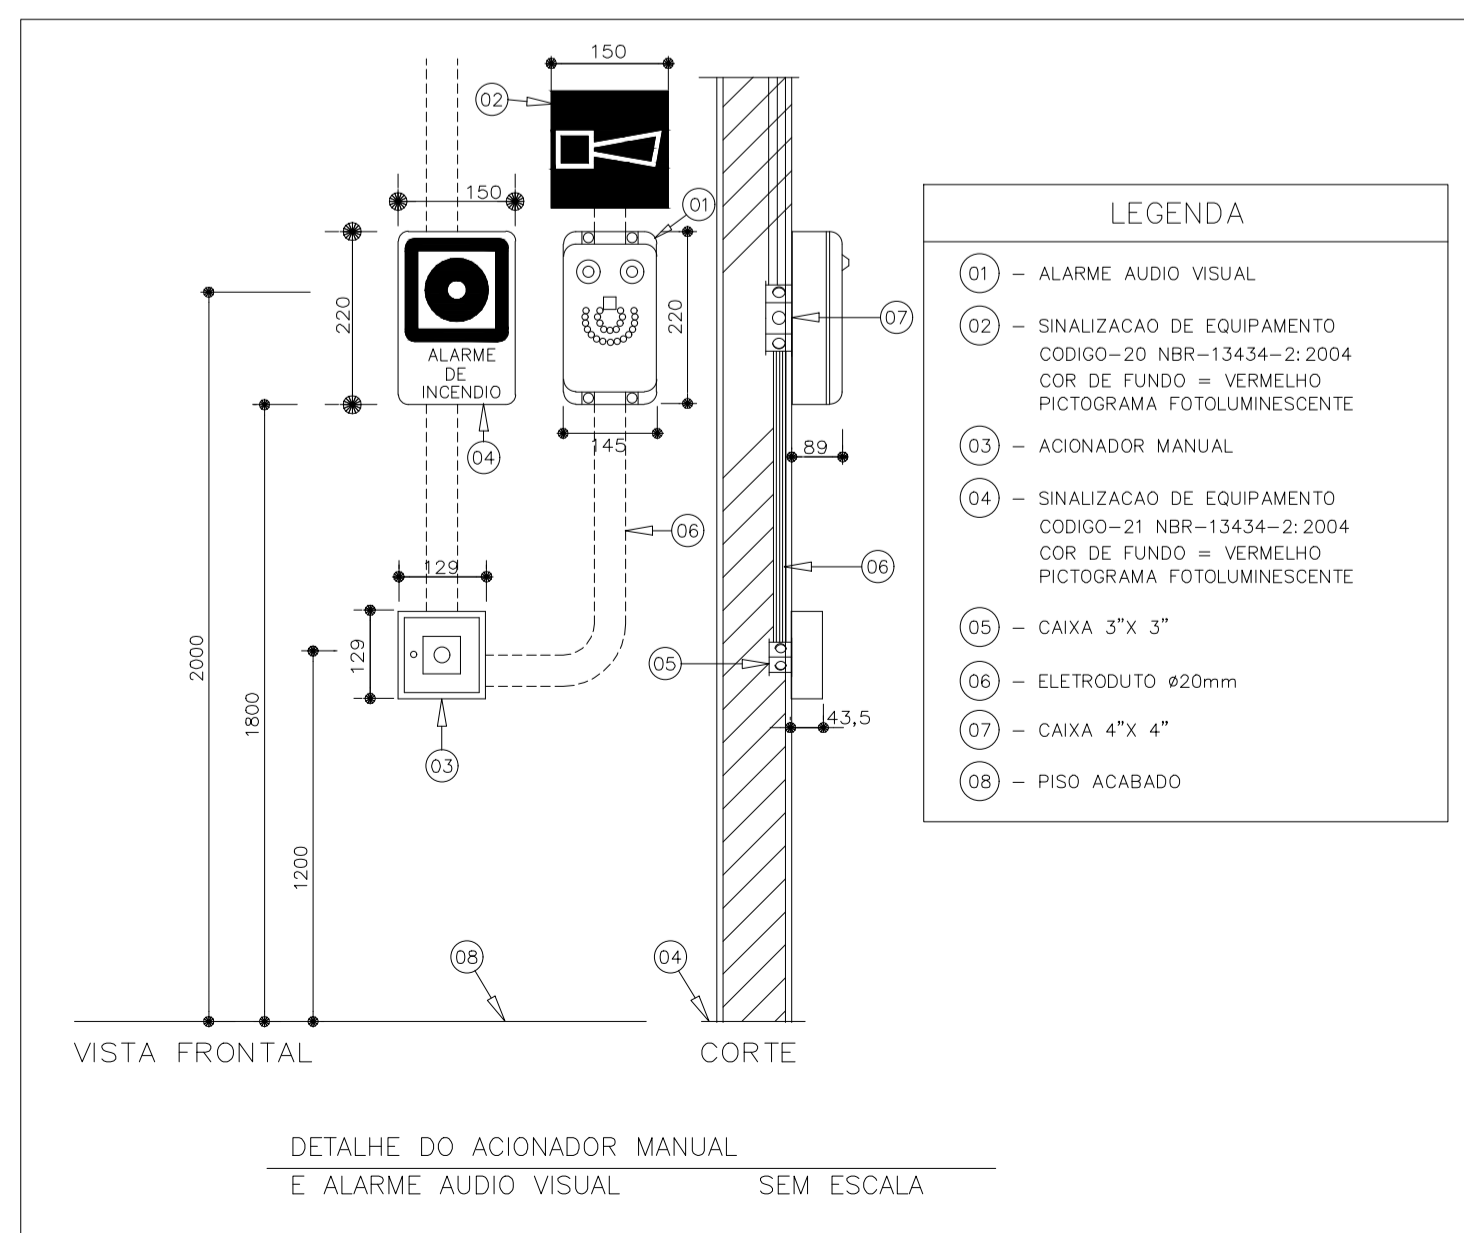 150
02
150
01
220
220
ALARME
DE
INCENDIO
04
145
07
89
06
06
129
129
2000
1800
1200
05
43,5
03
08
04
VISTA FRONTAL
CORTE
LEGENDA
01 - ALARME AUDIO VISUAL
02 - SINALIZACAO DE EQUIPAMENTO
CODIGO-20 NBR-13434-2:2004
COR DE FUNDO = VERMELHO
PICTOGRAMA FOTOLUMINESCENTE
03 - ACIONADOR MANUAL
04 - SINALIZACAO DE EQUIPAMENTO
CODIGO-21 NBR-13434-2:2004
COR DE FUNDO = VERMELHO
PICTOGRAMA FOTOLUMINESCENTE
05 - CAIXA 3"X 3"
06 - ELETRODUTO ø20mm
07 - CAIXA 4"X 4"
08 - PISO ACABADO
DETALHE DO ACIONADOR MANUAL
E ALARME AUDIO VISUAL SEM ESCALA